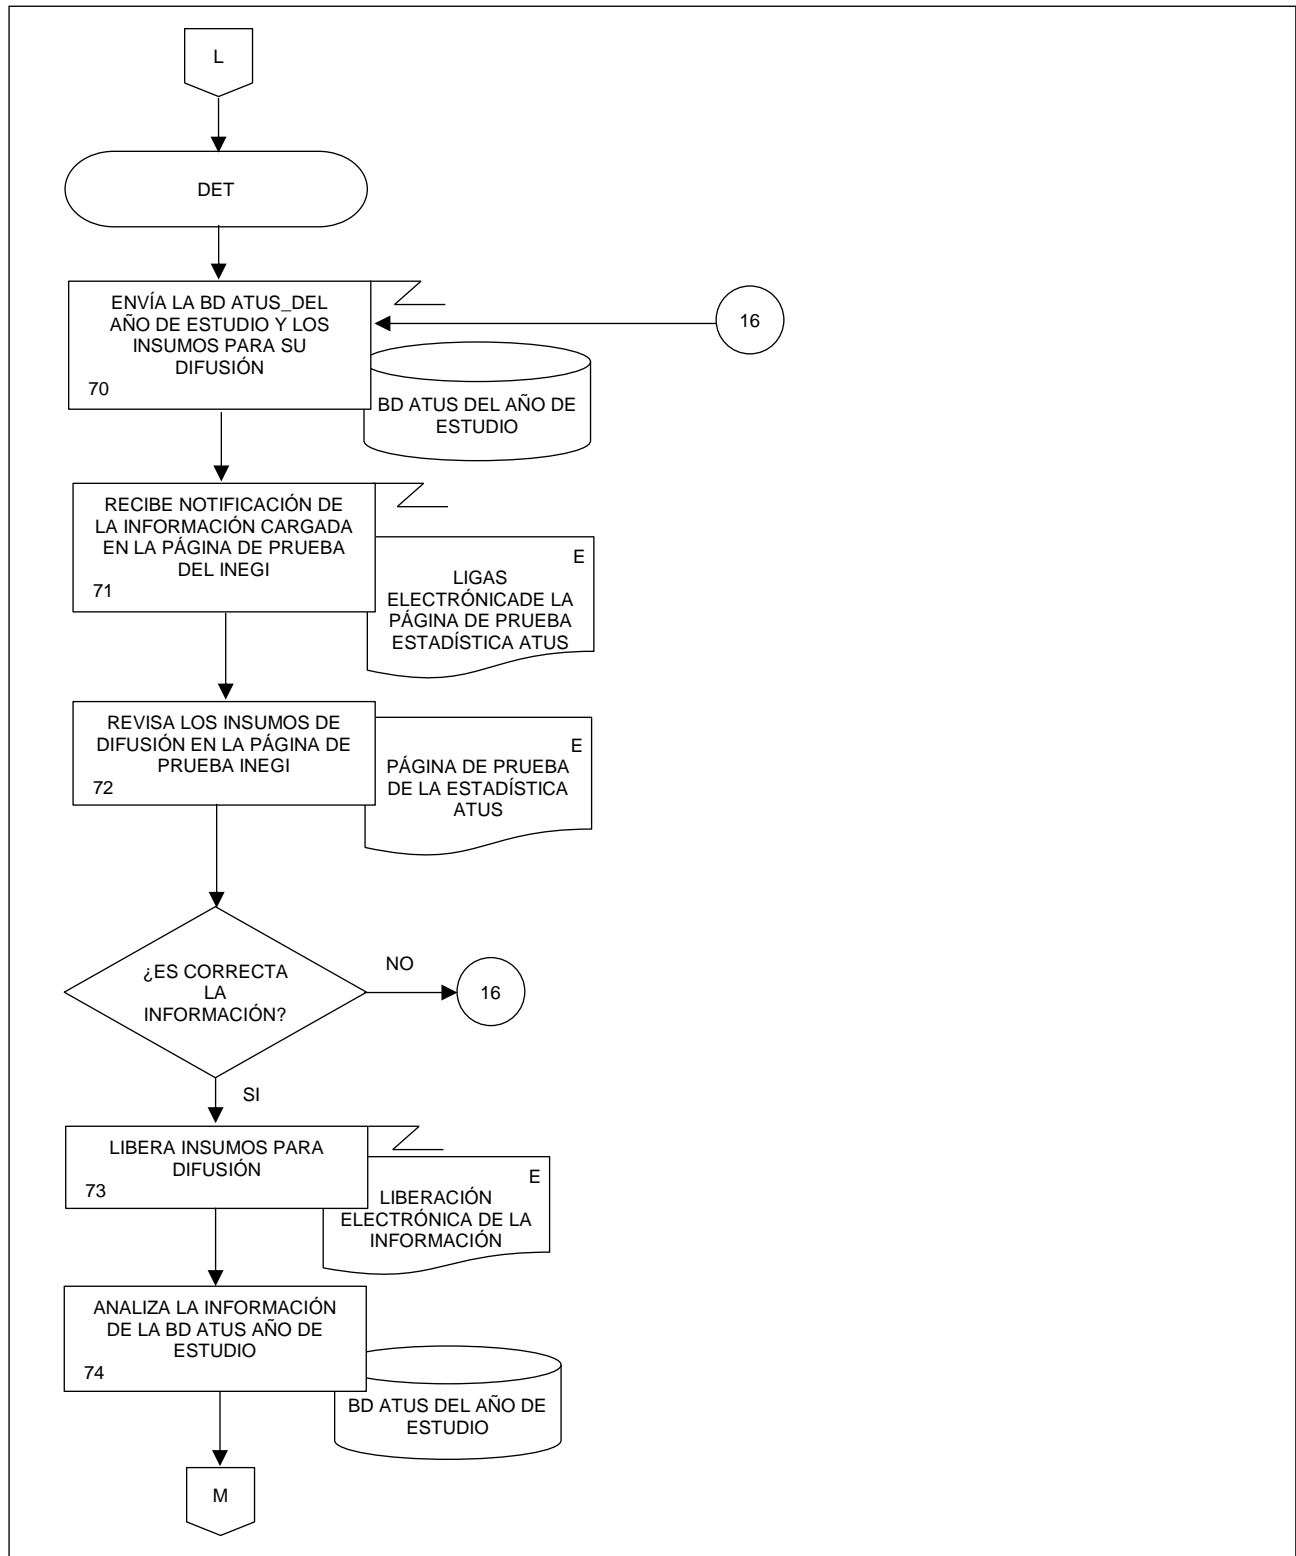 L
DET
ENVÍA LA BD ATUS_DEL
AÑO DE ESTUDIO Y LOS
INSUMOS PARA SU
DIFUSIÓN
70
16
BD ATUS DEL AÑO DE
ESTUDIO
RECIBE NOTIFICACIÓN DE
LA INFORMACIÓN CARGADA
EN LA PÁGINA DE PRUEBA
DEL INEGI
71
E
LIGAS
ELECTRÓNICADE LA
PÁGINA DE PRUEBA
ESTADÍSTICA ATUS
REVISA LOS INSUMOS DE
DIFUSIÓN EN LA PÁGINA DE
PRUEBA INEGI
72
E
PÁGINA DE PRUEBA
DE LA ESTADÍSTICA
ATUS
¿ES CORRECTA
LA
INFORMACIÓN?
NO
16
SI
LIBERA INSUMOS PARA
DIFUSIÓN
73
E
LIBERACIÓN
ELECTRÓNICA DE LA
INFORMACIÓN
ANALIZA LA INFORMACIÓN
DE LA BD ATUS AÑO DE
ESTUDIO
74
BD ATUS DEL AÑO DE
ESTUDIO
M